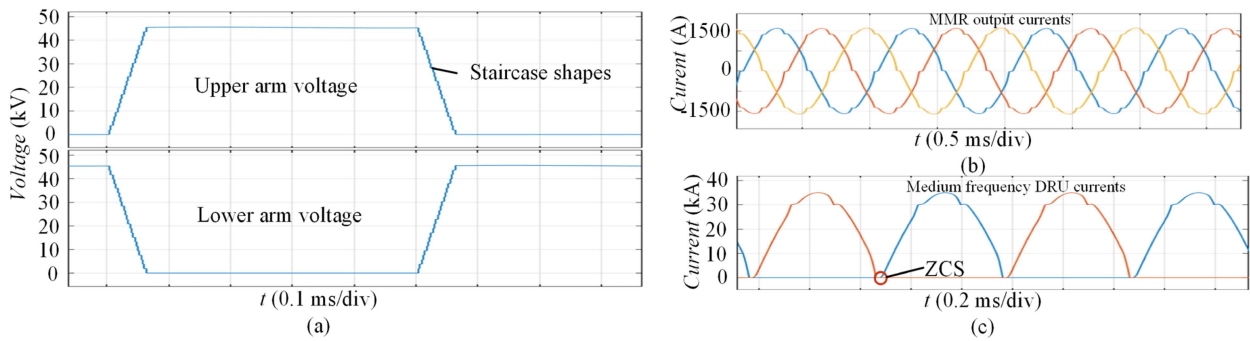 (a)
50
40
30
20
10
0
Upper arm voltage
Staircase shapes
50
40
30
20
10
0
Lower arm voltage
Voltage (kV)
t (0.1 ms/div)
(a)
MMR output currents
1500
0
-1500
Current (A)
t (0.5 ms/div)
(b)
Medium frequency DRU currents
40
30
20
10
0
Current (kA)
ZCS
t (0.2 ms/div)
(c)